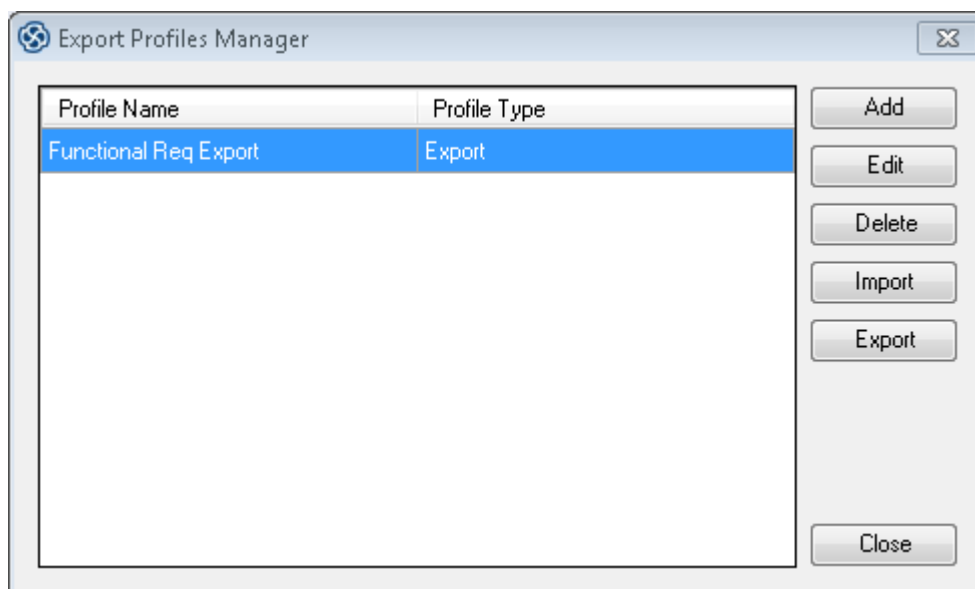 Export Profiles Manager
Profile Name Profile Type Add
Functional Req Export Export
Edit
Delete
Import
Export
Close